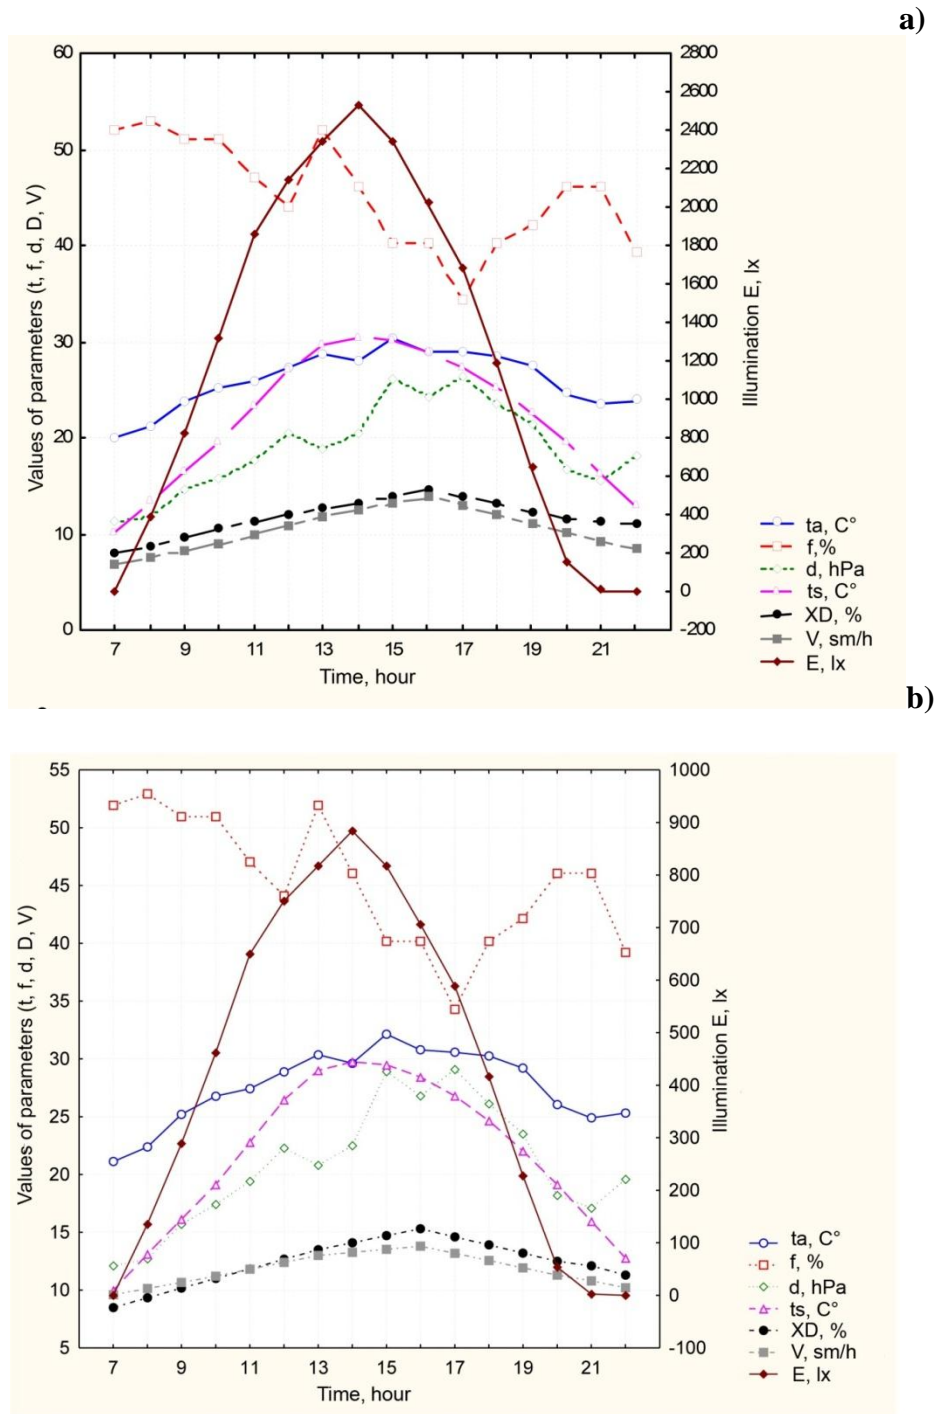 a)
60
50
40
30
20
10
0
Values of parameters (t, f, d, D, V)
2800
2600
2400
2200
2000
1800
1600
1400
1200
1000
800
600
400
200
0
-200
Illumination E, lx
7 9 11 13 15 17 19 21
Time, hour
ta, C°
f,%
d, hPa
ts, C°
XD, %
V, sm/h
E, lx
b)
55
50
45
40
35
30
25
20
15
10
5
Values of parameters (t, f, d, D, V)
1000
900
800
700
600
500
400
300
200
100
0
-100
Illumination E, lx
7 9 11 13 15 17 19 21
Time, hour
ta, C°
f, %
d, hPa
ts, C°
XD, %
V, sm/h
E, lx